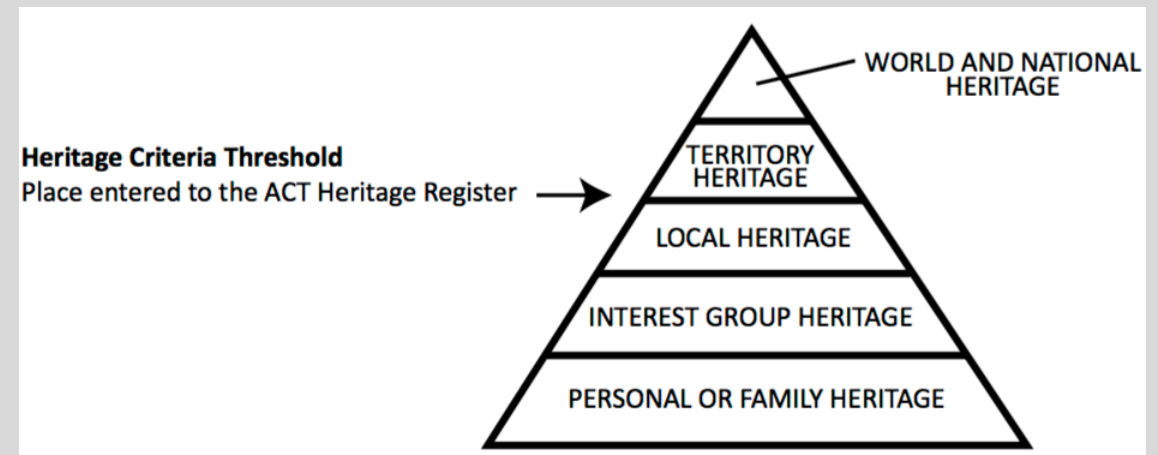 WORLD AND NATIONAL
HERITAGE
Heritage Criteria Threshold
Place entered to the ACT Heritage Register
TERRITORY
HERITAGE
LOCAL HERITAGE
INTEREST GROUP HERITAGE
PERSONAL OR FAMILY HERITAGE